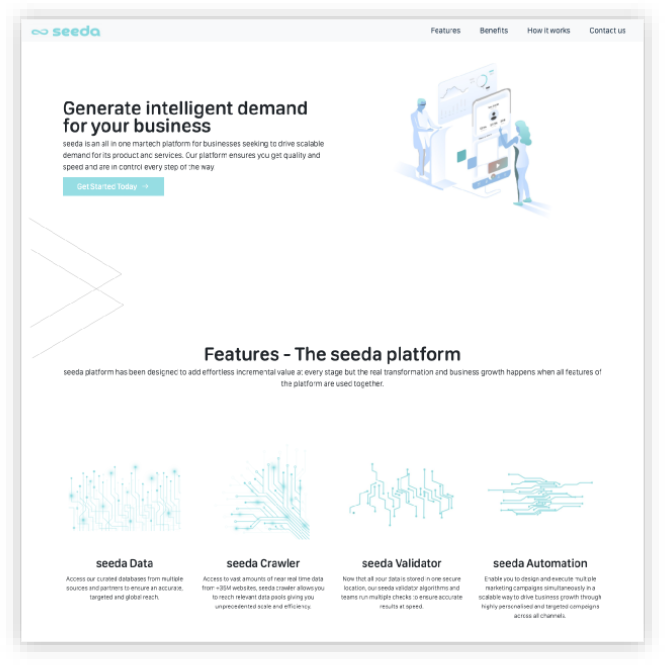 seeda
Features Benefits How it works Contact us
Generate intelligent demand
for your business
seeda is an all in one martech platform for businesses seeking to drive scalable
demand for its product and services. Our platform ensures you get quality and
speed and are in control every step of the way
Get Started Today →
Features - The seeda platform
seeda platform has been designed to add effortless incremental value at every stage but the real transformation and business growth happens when all features of
the platform are used together.
seeda Data
Access our curated databases from multiple
sources and partners to ensure an accurate,
targeted and global reach.
seeda Crawler
Access to vast amounts of near real time data
from +35M websites, seeda crawler allows you
to reach relevant data pools giving you
unprecedented scale and efficiency.
seeda Validator
Now that all your data is stored in one secure
location, our seeda validator algorithms and
teams run multiple checks to ensure accurate
results at speed.
seeda Automation
Enable you to design and execute multiple
marketing campaigns simultaneously in a
scalable way to drive business growth through
highly personalised and targeted campaigns
across all channels.